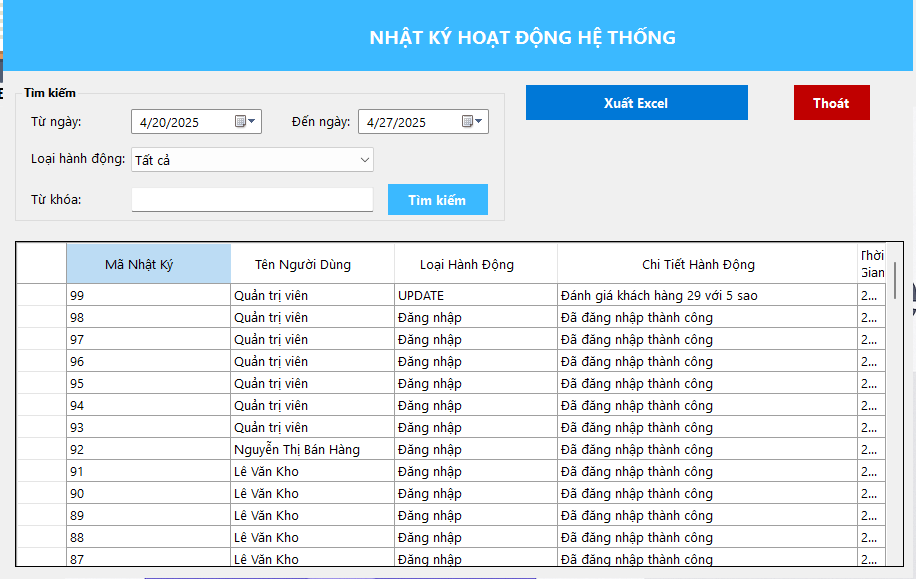 NHẬT KÝ HOẠT ĐỘNG HỆ THỐNG
Tìm kiếm
Từ ngày: 4/20/2025 Đến ngày: 4/27/2025
Xuất Excel
Thoát
Loại hành động: Tất cả
Từ khóa:
Tìm kiếm
Mã Nhật Ký Tên Người Dùng Loại Hành Động Chi Tiết Hành Động Thời Gian
99 Quản trị viên UPDATE Đánh giá khách hàng 29 với 5 sao 2...
98 Quản trị viên Đăng nhập Đã đăng nhập thành công 2...
97 Quản trị viên Đăng nhập Đã đăng nhập thành công 2...
96 Quản trị viên Đăng nhập Đã đăng nhập thành công 2...
95 Quản trị viên Đăng nhập Đã đăng nhập thành công 2...
94 Quản trị viên Đăng nhập Đã đăng nhập thành công 2...
93 Quản trị viên Đăng nhập Đã đăng nhập thành công 2...
92 Nguyễn Thị Bán Hàng Đăng nhập Đã đăng nhập thành công 2...
91 Lê Văn Kho Đăng nhập Đã đăng nhập thành công 2...
90 Lê Văn Kho Đăng nhập Đã đăng nhập thành công 2...
89 Lê Văn Kho Đăng nhập Đã đăng nhập thành công 2...
88 Lê Văn Kho Đăng nhập Đã đăng nhập thành công 2...
87 Lê Văn Kho Đăng nhập Đã đăng nhập thành công 2...